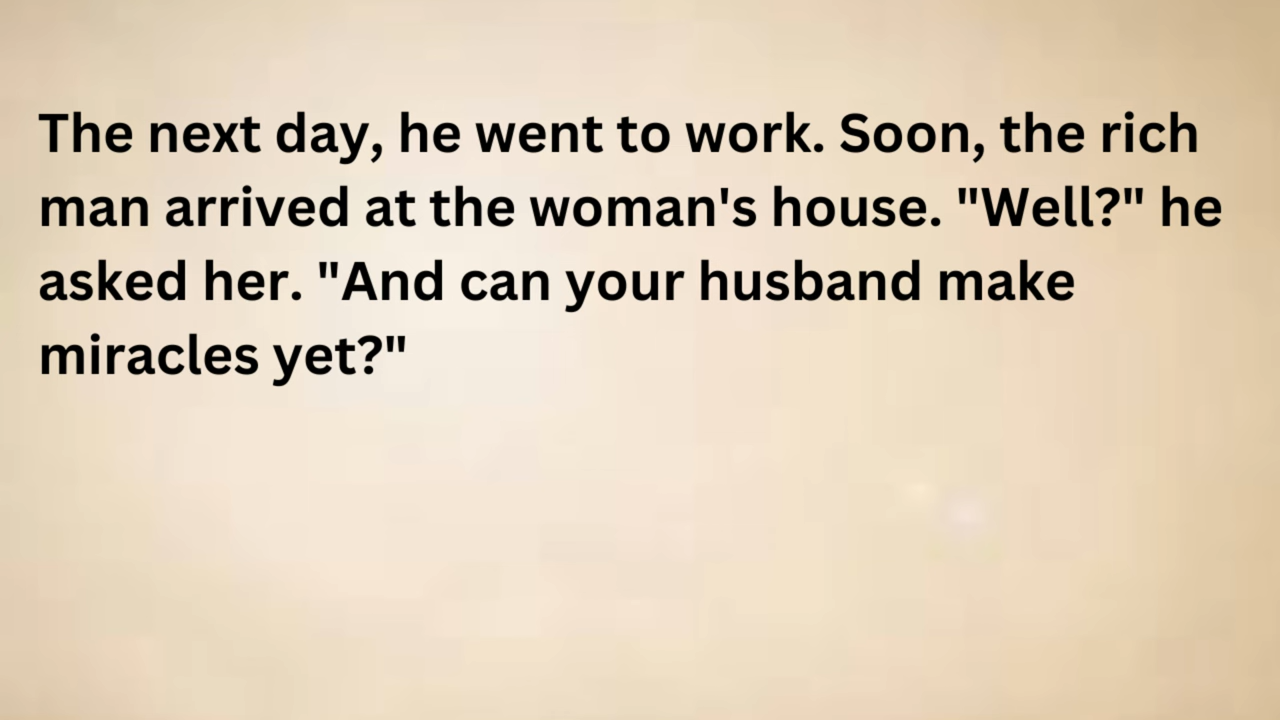 The next day, he went to work. Soon, the rich
man arrived at the woman's house. "Well?" he
asked her. "And can your husband make
miracles yet?"